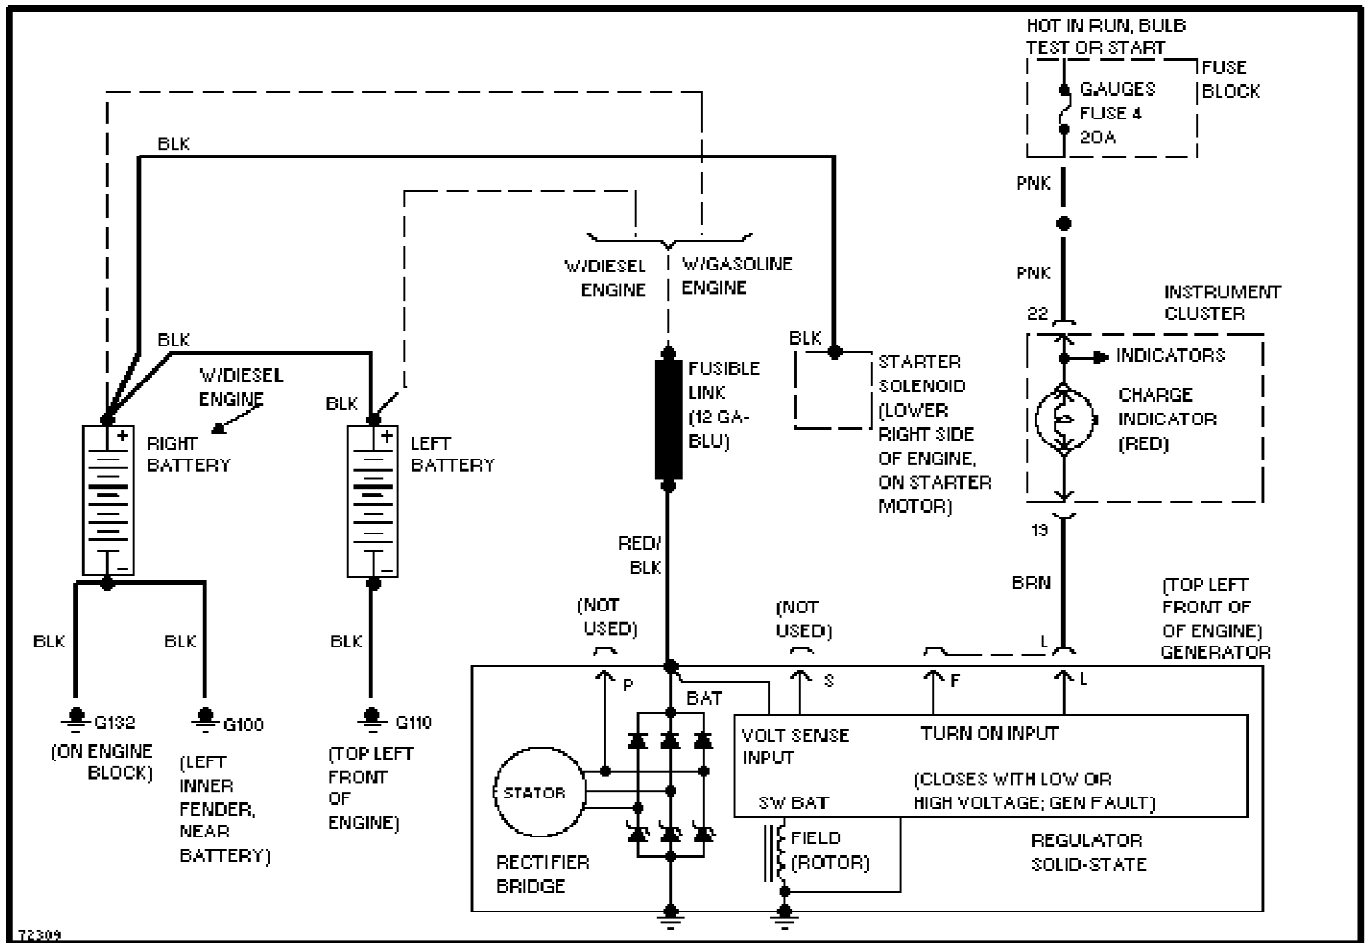 HOT IN RUN, BULB
TEST OR START
FUSE
BLOCK
GAUGES
FUSE 4
20A
BLK
PNK
W/DIESEL
ENGINE
W/GASOLINE
ENGINE
PNK
22
INSTRUMENT
CLUSTER
BLK
BLK
INDICATORS
W/DIESEL
ENGINE
BLK
FUSIBLE
LINK
(12 GA-
BLU)
STARTER
SOLENOID
(LOWER
RIGHT SIDE
OF ENGINE,
ON STARTER
MOTOR)
CHARGE
INDICATOR
(RED)
+
RIGHT
BATTERY
+
LEFT
BATTERY
19
RED/
BLK
BRN
–
–
(NOT
USED)
(NOT
USED)
(TOP LEFT
FRONT OF
OF ENGINE)
GENERATOR
BLK
BLK
BLK
L
P
BAT
S
F
L
G132
(ON ENGINE
BLOCK)
G100
(LEFT
INNER
FENDER,
NEAR
BATTERY)
G110
(TOP LEFT
FRONT
OF
ENGINE)
VOLT SENSE
INPUT
TURN ON INPUT
(CLOSES WITH LOW OR
HIGH VOLTAGE; GEN FAULT)
STATOR
SW BAT
FIELD
(ROTOR)
REGULATOR
SOLID-STATE
RECTIFIER
BRIDGE
72309